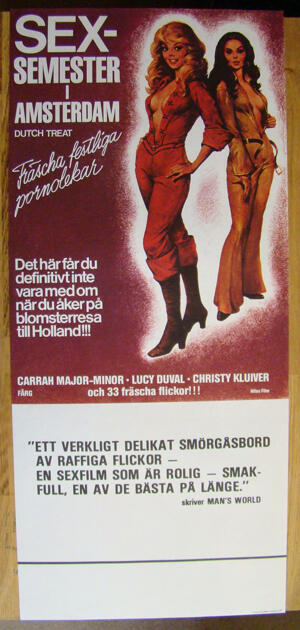 SEX-
SEMESTER
I
AMSTERDAM
DUTCH TREAT
Fräscha, festliga
pornolekar
Det här får du
definitivt inte
vara med om
när du åker på
blomsterresa
till Holland!!!
CARRAH MAJOR-MINOR · LUCY DUVAL · CHRISTY KLUIVER
FÄRG
och 33 fräscha flickor!!!
"ETT VERKLIGT DELIKAT SMÖRGÅSBORD
AV RAFFIGA FLICKOR —
EN SEXFILM SOM ÄR ROLIG — SMAK-
FULL, EN AV DE BÄSTA PÅ LÄNGE."
skriver MAN'S WORLD